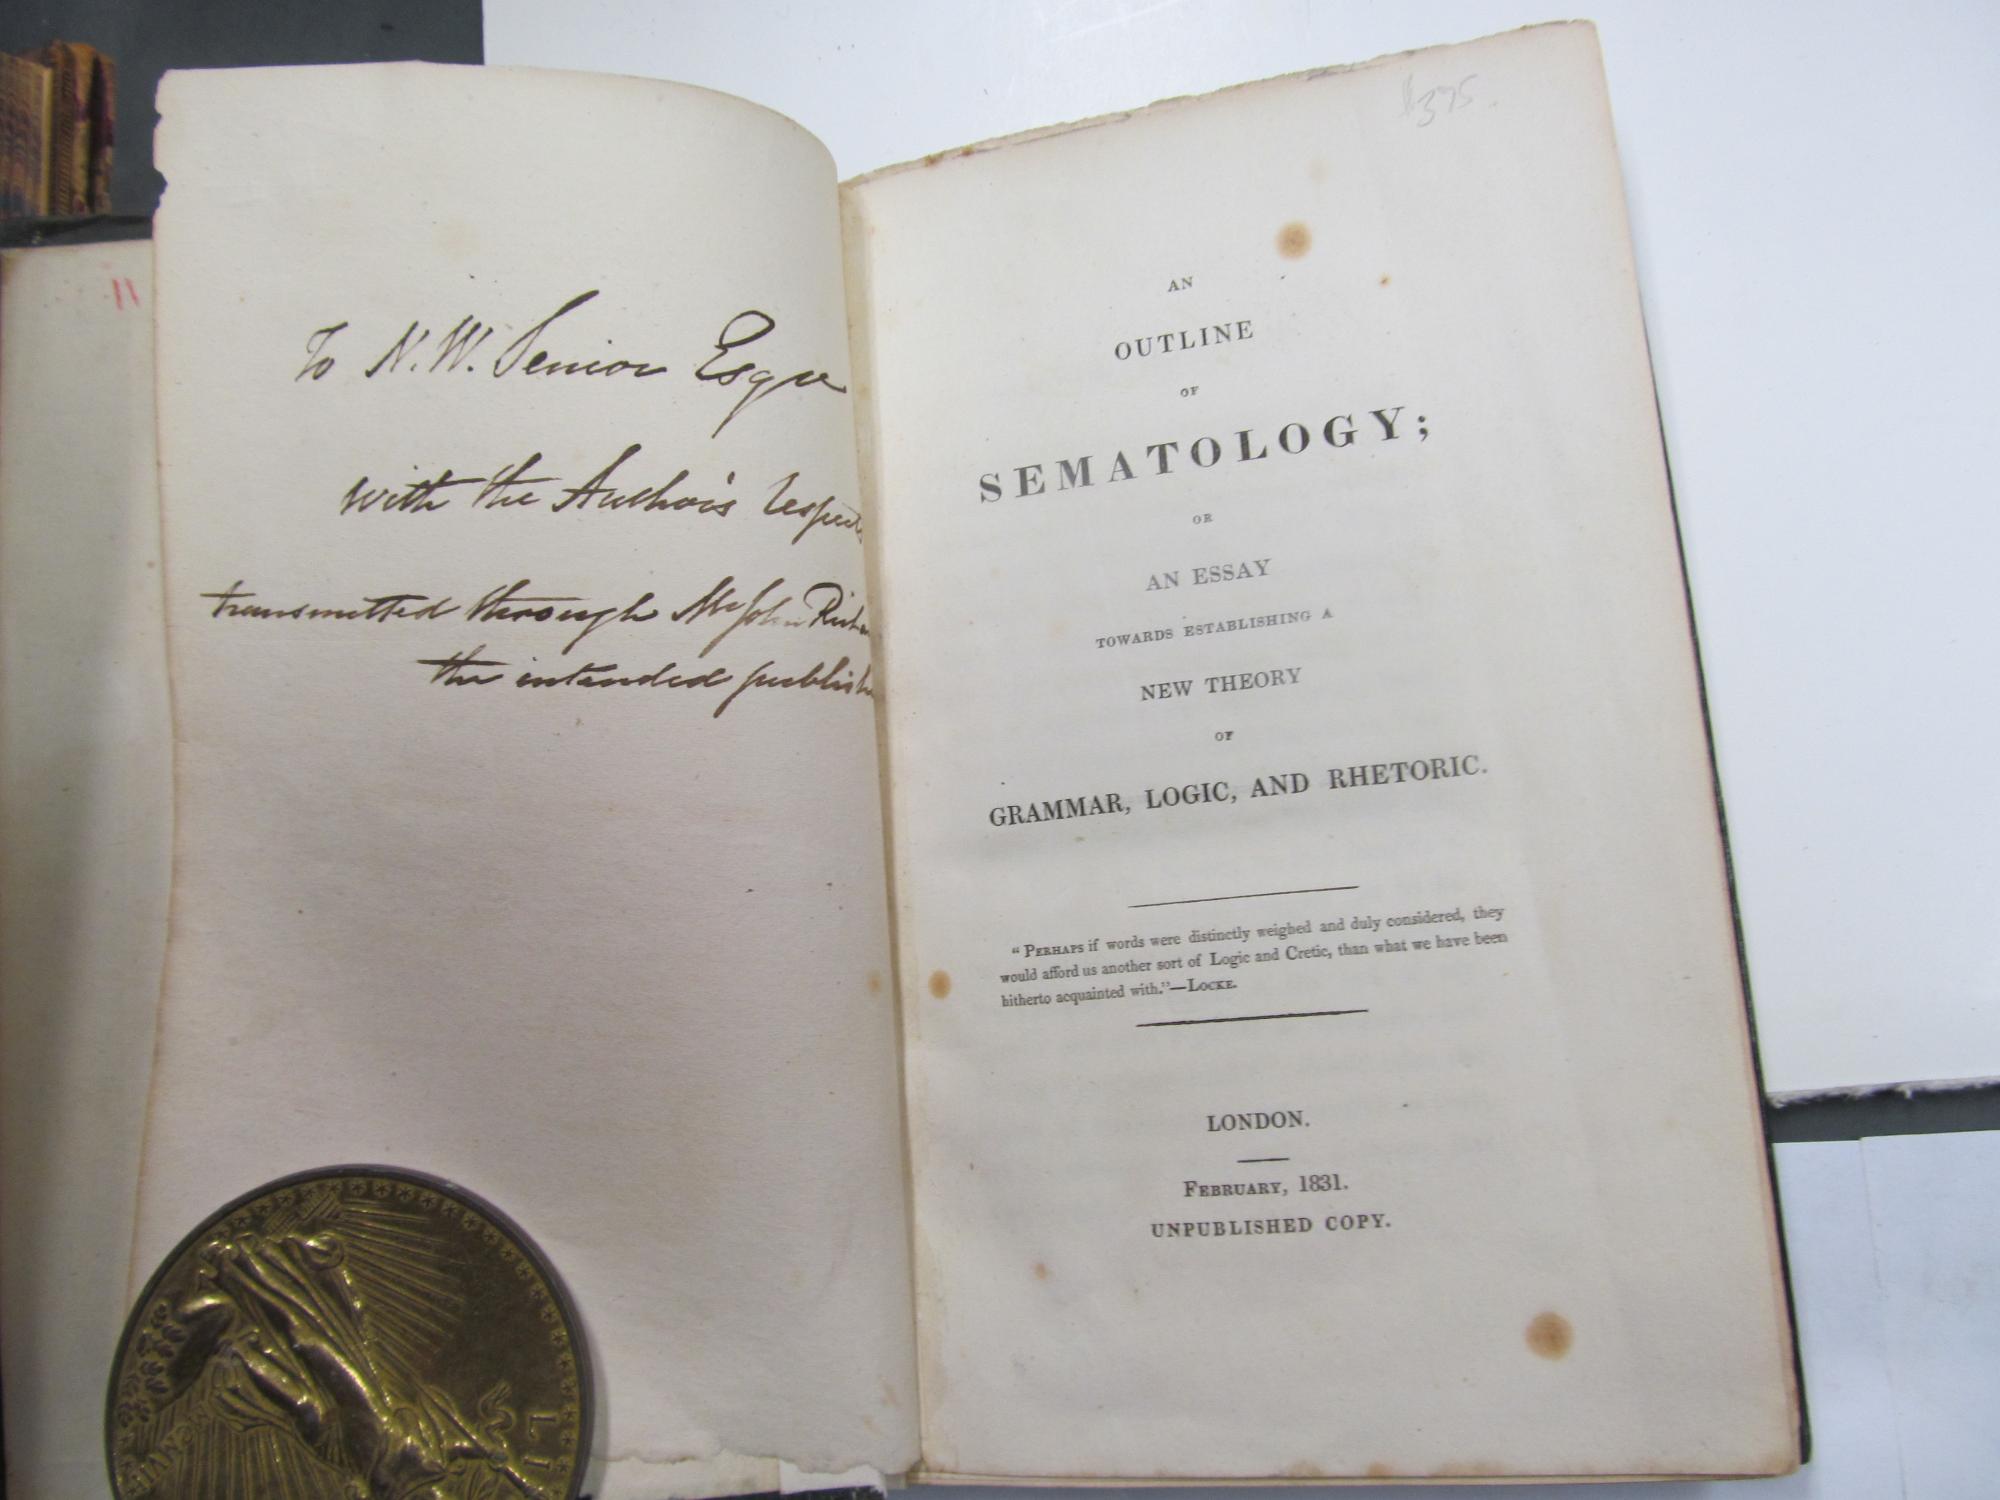 To N. W. Senior Esqre
with the Author's respects
transmitted through Mr John
the intended
$375.
AN
OUTLINE
OF
SEMATOLOGY;
OR
AN ESSAY
TOWARDS ESTABLISHING A
NEW THEORY
OF
GRAMMAR, LOGIC, AND RHETORIC.
“ PERHAPS if words were distinctly weighed and duly considered, they
would afford us another sort of Logic and Cretic, than what we have been
hitherto acquainted with.”—LOCKE.
LONDON.
FEBRUARY, 1831.
UNPUBLISHED COPY.
LI